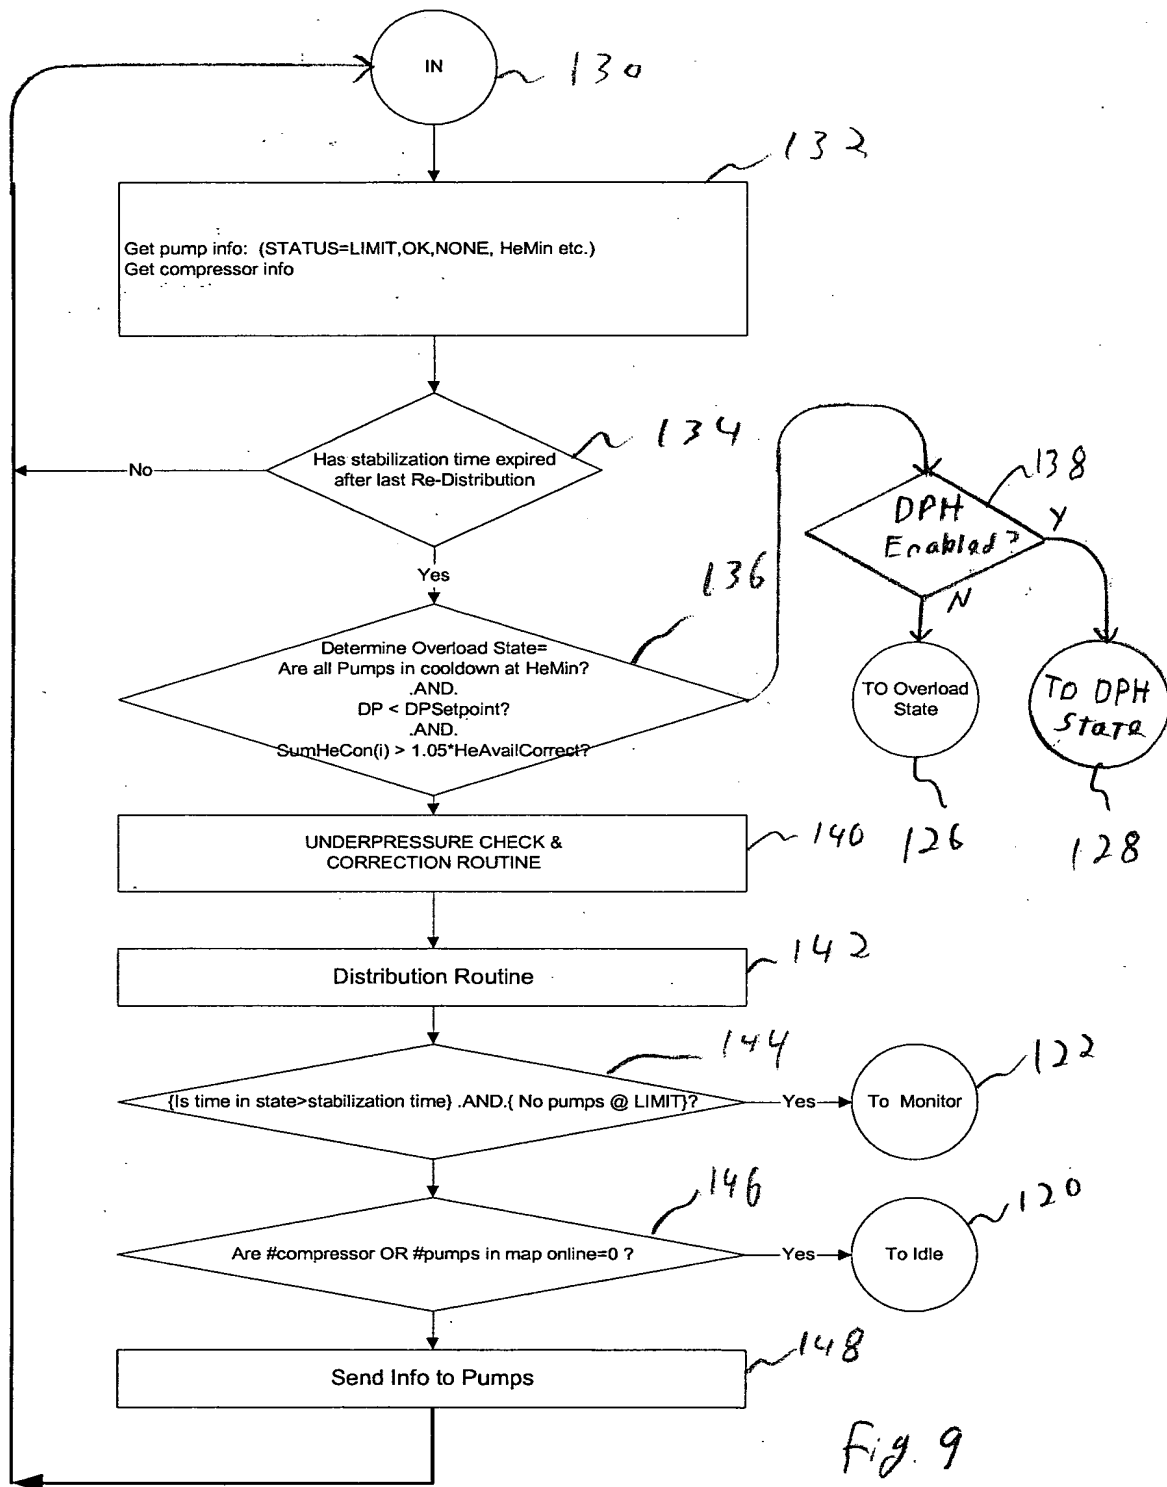 IN
130
132
Get pump info: (STATUS=LIMIT,OK,NONE, HeMin etc.)
Get compressor info
134
Has stabilization time expired
after last Re-Distribution
No
Yes
136
Determine Overload State=
Are all Pumps in cooldown at HeMin?
.AND.
DP < DPSetpoint?
.AND.
SumHeCon(i) > 1.05*HeAvailCorrect?
138
DPH
Enabled?
Y
N
TO Overload
State
126
TO DPH
State
128
UNDERPRESSURE CHECK &
CORRECTION ROUTINE
140
Distribution Routine
142
144
{Is time in state>stabilization time} .AND.{ No pumps @ LIMIT}?
Yes
To Monitor
122
146
Are #compressor OR #pumps in map online=0 ?
Yes
To Idle
120
Send Info to Pumps
148
Fig. 9